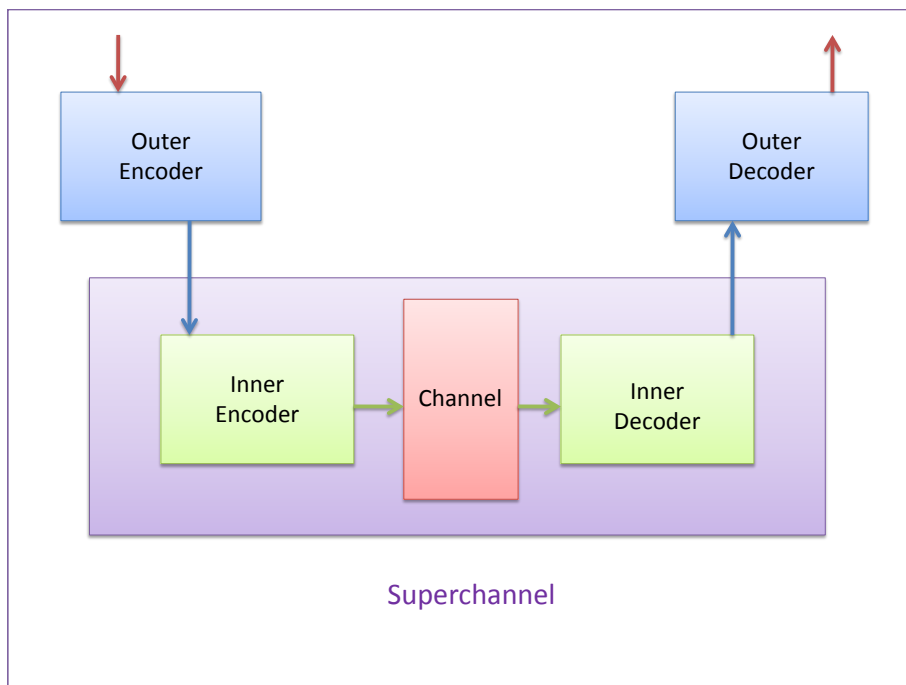 Outer
Encoder
Outer
Decoder
Inner
Encoder
Channel
Inner
Decoder
Superchannel